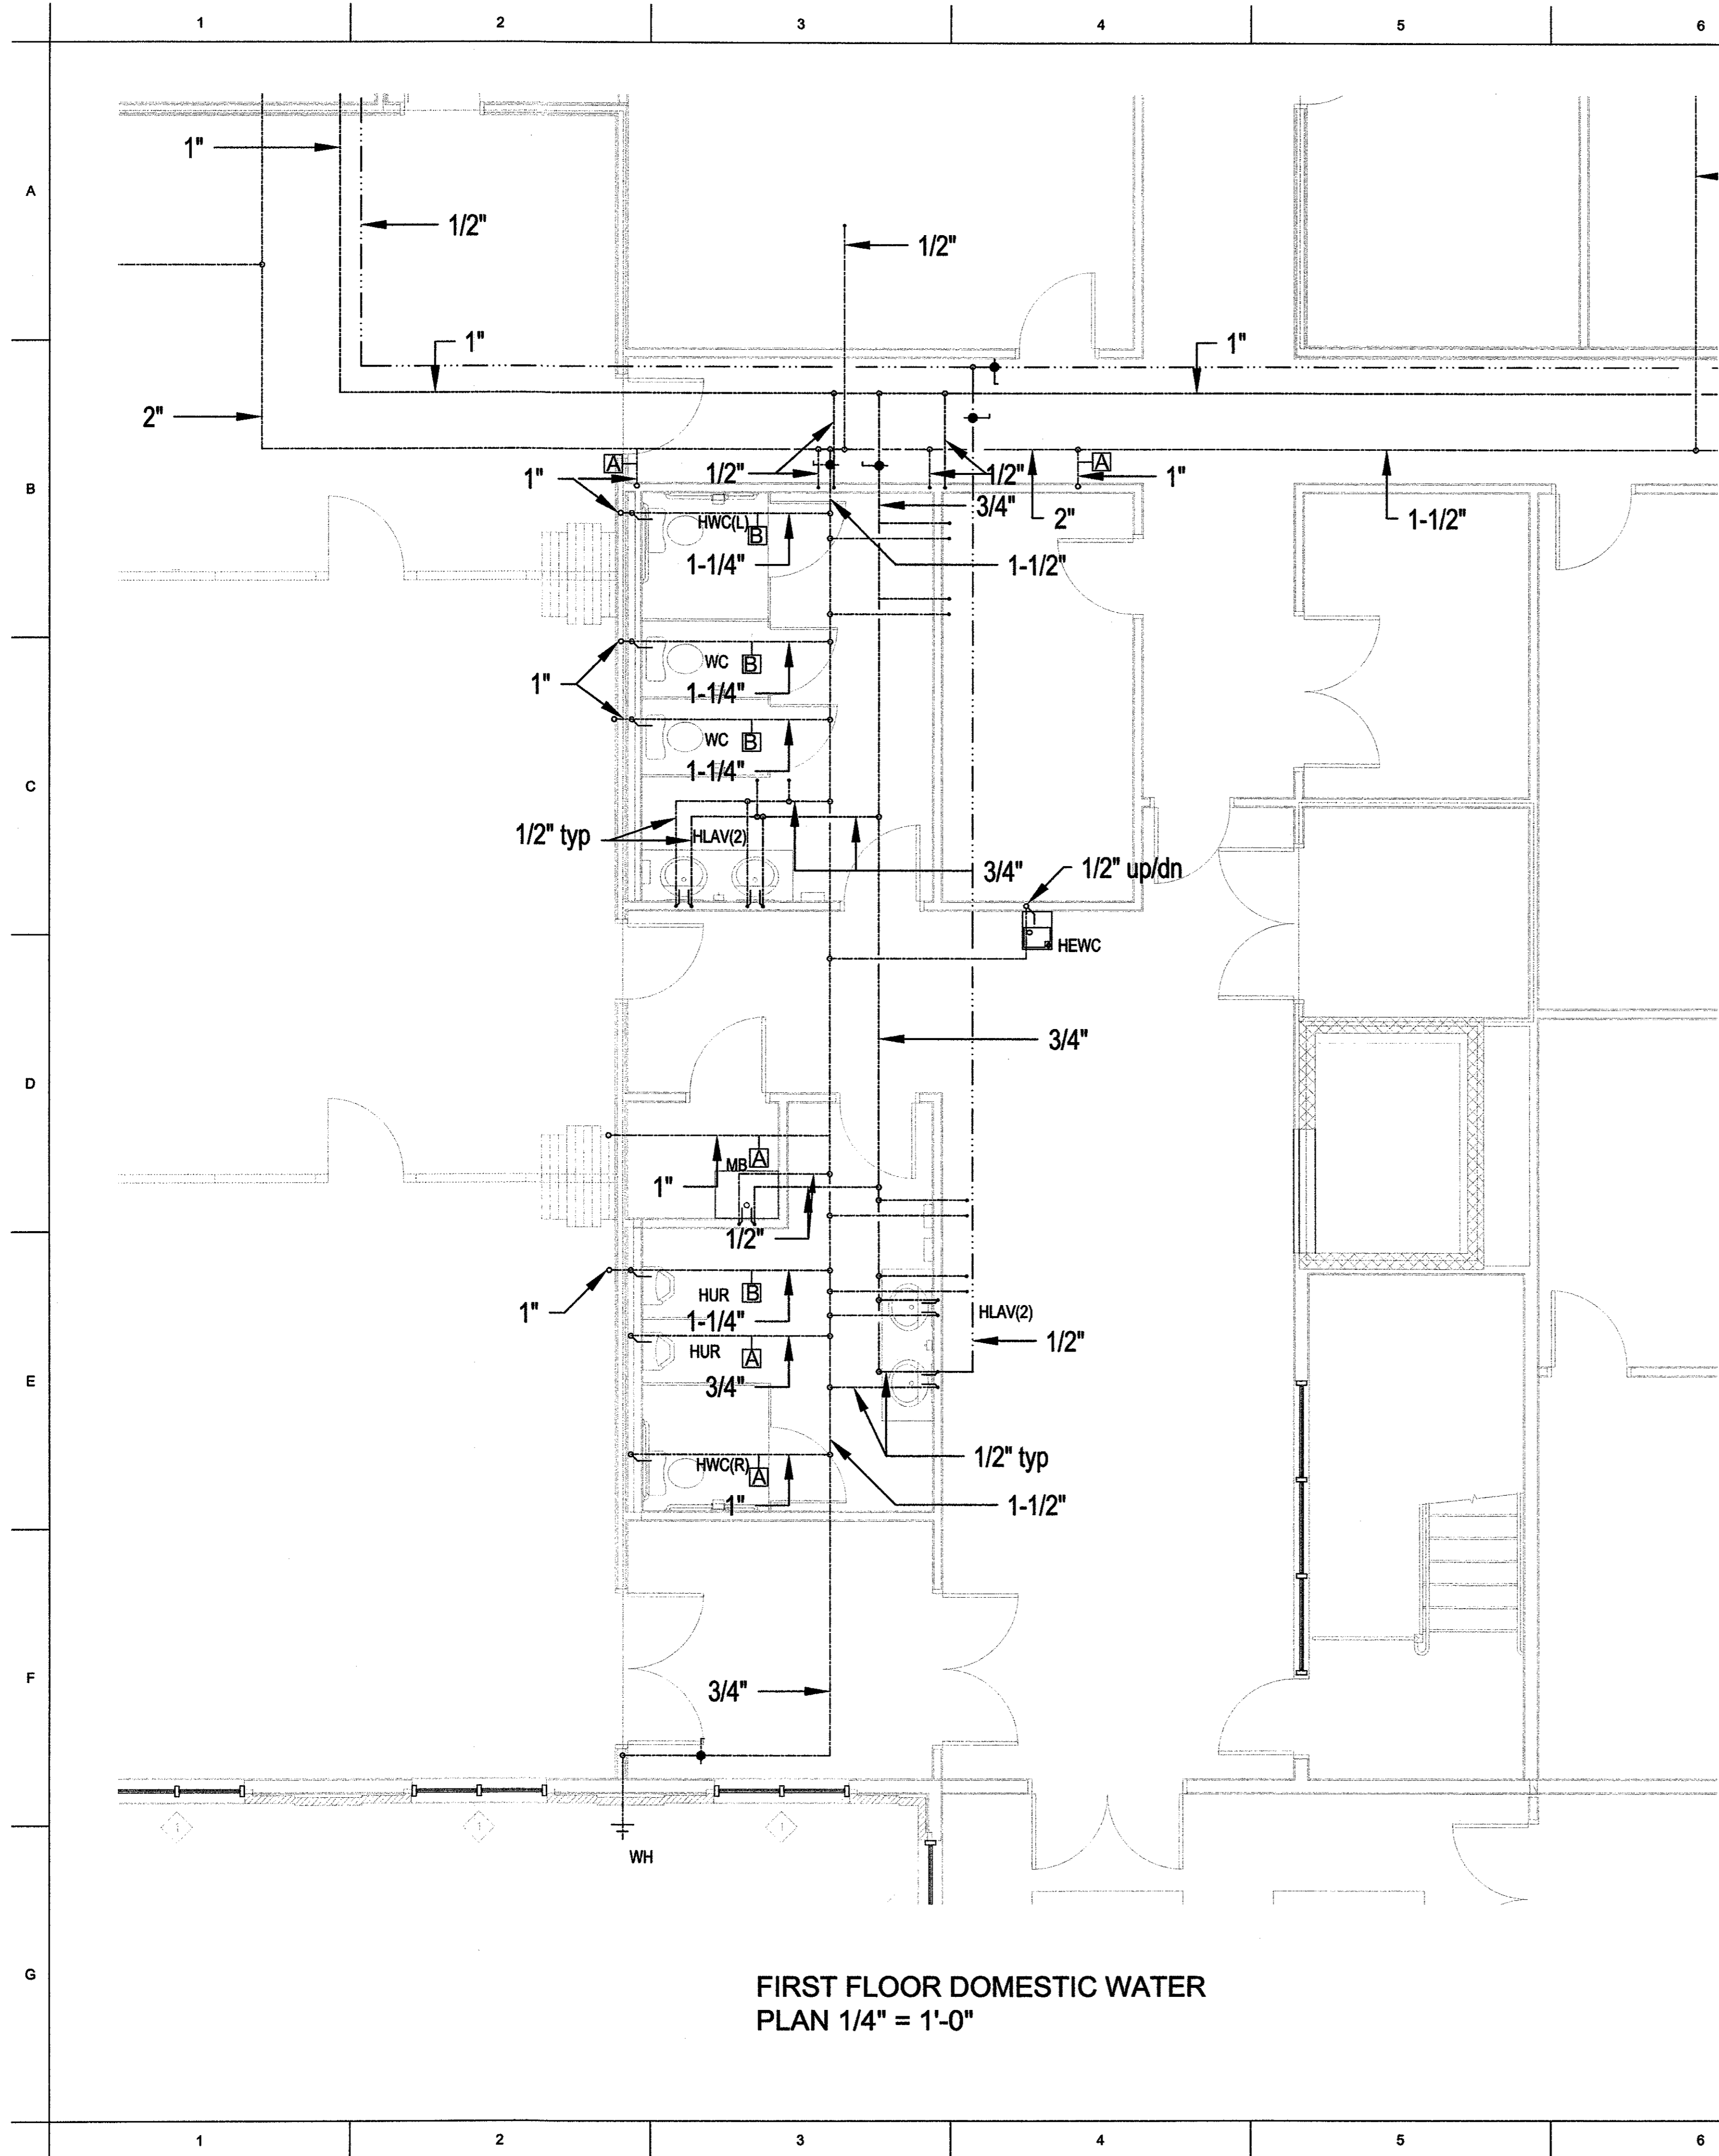 1 2 3 4 5 6
A
1"
1/2"
1/2"
1" 1"
2"
B
A A
1" 1/2" 1/2" 1"
3/4" 2" 1-1/2"
HWC(L) B
1-1/4" 1-1/2"
WC B
1" 1-1/4"
WC B
C
1-1/4"
1/2" typ HLAV(2)
3/4" 1/2" up/dn
HEWC
3/4"
D
MB A
1"
1/2"
HUR B
1" 1-1/4" HLAV(2)
HUR A 1/2"
E
3/4"
1/2" typ
HWC(R) A
1" 1-1/2"
F
3/4"
1 1 1
WH
G
FIRST FLOOR DOMESTIC WATER
PLAN 1/4" = 1'-0"
1 2 3 4 5 6